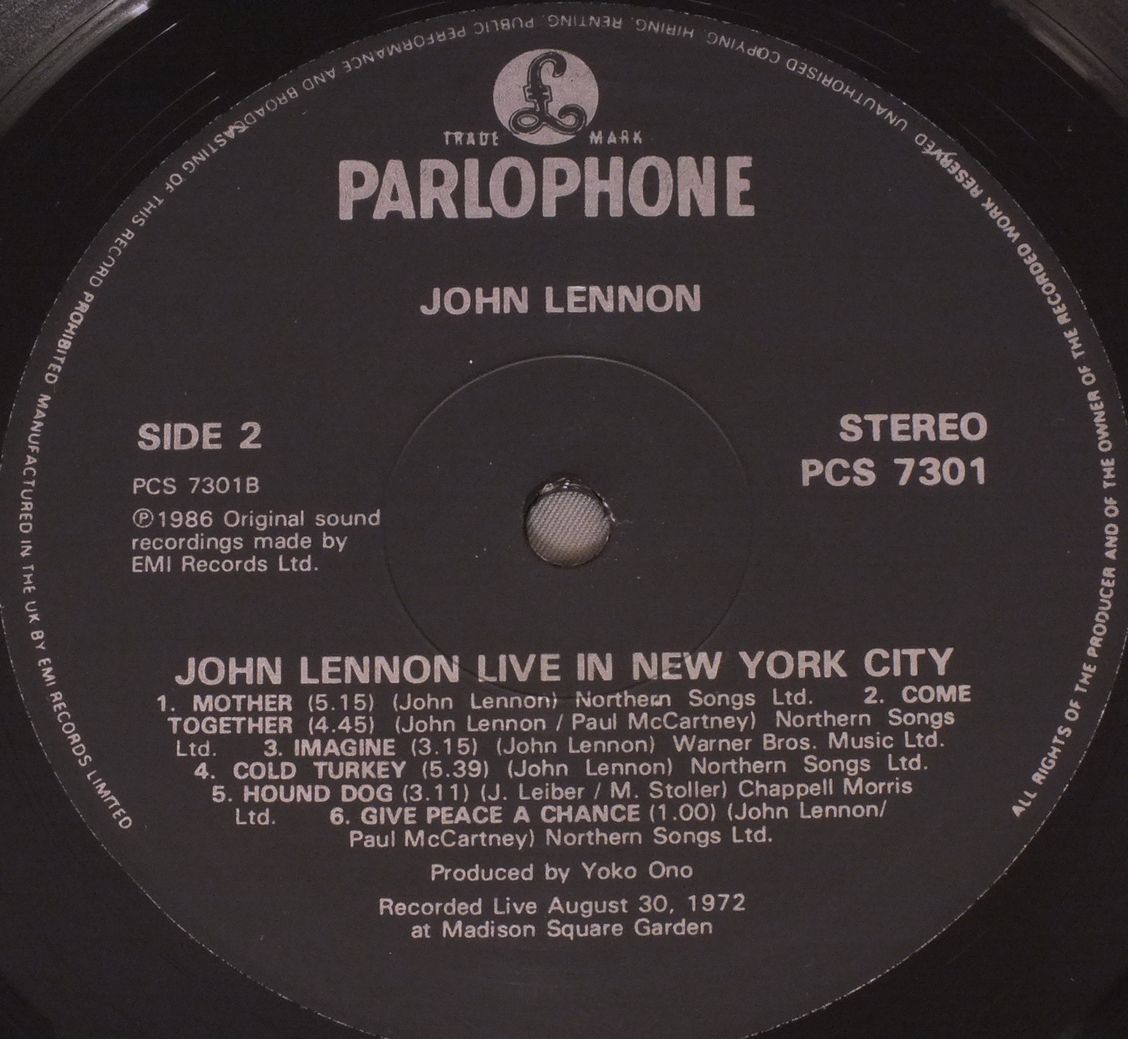 £
TRADE MARK
PARLOPHONE
JOHN LENNON
SIDE 2
PCS 7301B
Ⓟ1986 Original sound
recordings made by
EMI Records Ltd.
STEREO
PCS 7301
JOHN LENNON LIVE IN NEW YORK CITY
1. MOTHER (5.15) (John Lennon) Northern Songs Ltd. 2. COME
TOGETHER (4.45) (John Lennon / Paul McCartney) Northern Songs
Ltd. 3. IMAGINE (3.15) (John Lennon) Warner Bros. Music Ltd.
4. COLD TURKEY (5.39) (John Lennon) Northern Songs Ltd.
5. HOUND DOG (3.11) (J. Leiber / M. Stoller) Chappell Morris
Ltd. 6. GIVE PEACE A CHANCE (1.00) (John Lennon/
Paul McCartney) Northern Songs Ltd.
Produced by Yoko Ono
Recorded Live August 30, 1972
at Madison Square Garden
ALL RIGHTS OF THE PRODUCER AND OF THE OWNER OF THE RECORDED WORK RESERVED. UNAUTHORISED COPYING, HIRING, RENTING, PUBLIC PERFORMANCE AND BROADCASTING OF THIS RECORD PROHIBITED MANUFACTURED IN THE UK BY EMI RECORDS LIMITED